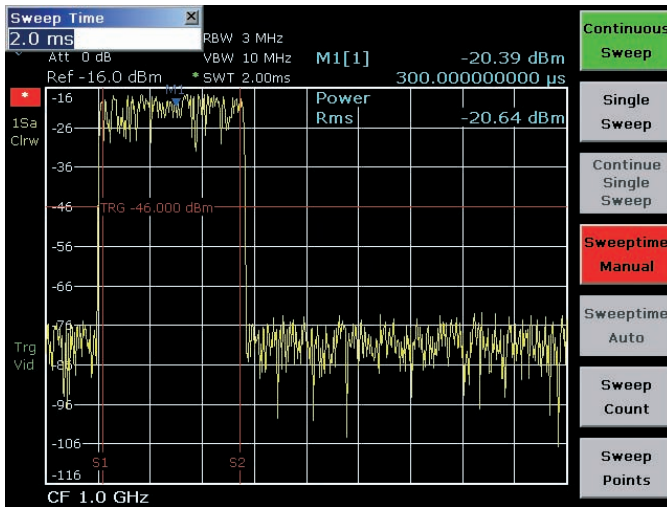 Sweep Time
2.0 ms
RBW 3 MHz
Att 0 dB
VBW 10 MHz
M1[1]
-20.39 dBm
Ref -16.0 dBm
* SWT 2.00ms
300.000000000 µs
*
1Sa
Clrw
M1
Power
Rms
-20.64 dBm
-16
-26
-36
-46
TRG -46.000 dBm
-56
-66
-76
Trg
Vid
-86
-96
-106
S1
S2
-116
CF 1.0 GHz
Continuous
Sweep
Single
Sweep
Continue
Single
Sweep
Sweeptime
Manual
Sweeptime
Auto
Sweep
Count
Sweep
Points